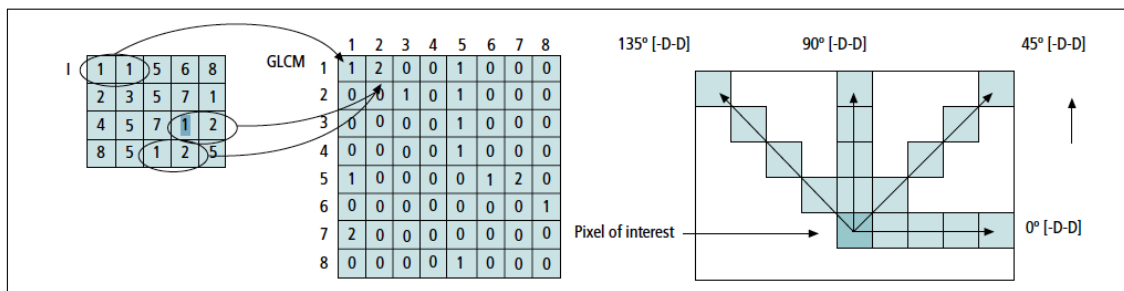 I
1 1 5 6 8
2 3 5 7 1
4 5 7 1 2
8 5 1 2 5
GLCM
1 2 3 4 5 6 7 8
1 1 2 0 0 1 0 0 0
2 0 0 1 0 1 0 0 0
3 0 0 0 0 1 0 0 0
4 0 0 0 0 1 0 0 0
5 1 0 0 0 0 1 2 0
6 0 0 0 0 0 0 0 1
7 2 0 0 0 0 0 0 0
8 0 0 0 0 1 0 0 0
135º [-D-D] 90º [-D-D] 45º [-D-D]
Pixel of interest
0º [-D-D]